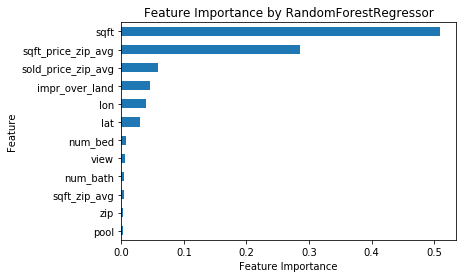 Feature Importance by RandomForestRegressor
sqft
sqft_price_zip_avg
sold_price_zip_avg
impr_over_land
lon
lat
num_bed
view
num_bath
sqft_zip_avg
zip
pool
Feature
0.0 0.1 0.2 0.3 0.4 0.5
Feature Importance